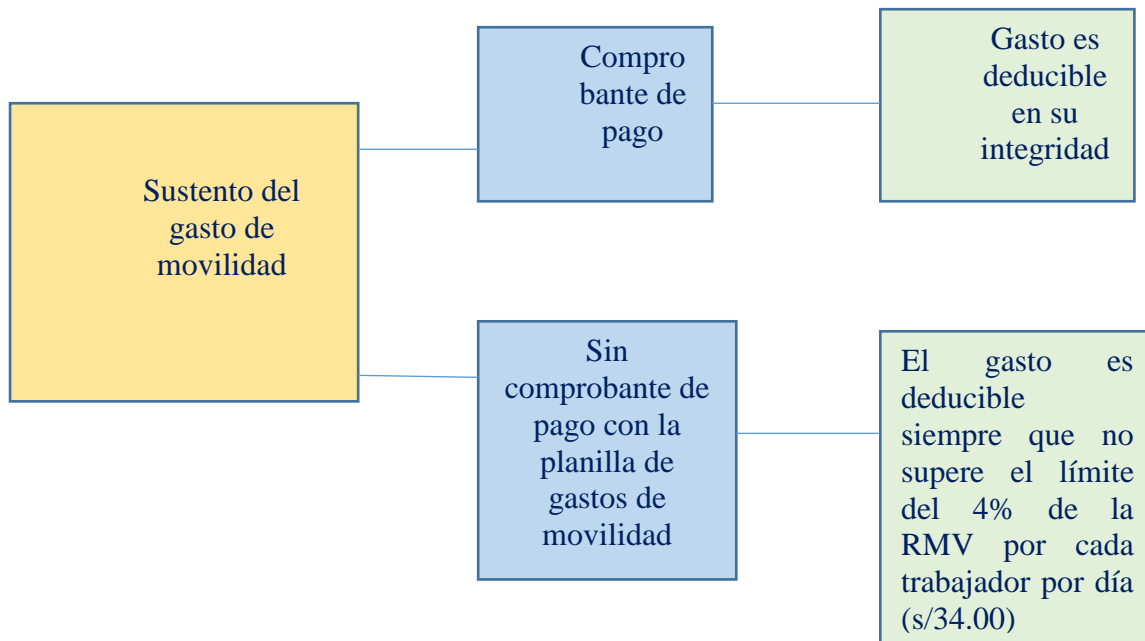 Sustento del
gasto de
movilidad
Compro
bante de
pago
Gasto es
deducible
en su
integridad
Sin
comprobante de
pago con la
planilla de
gastos de
movilidad
El gasto es
deducible
siempre que no
supere el límite
del 4% de la
RMV por cada
trabajador por día
(s/34.00)